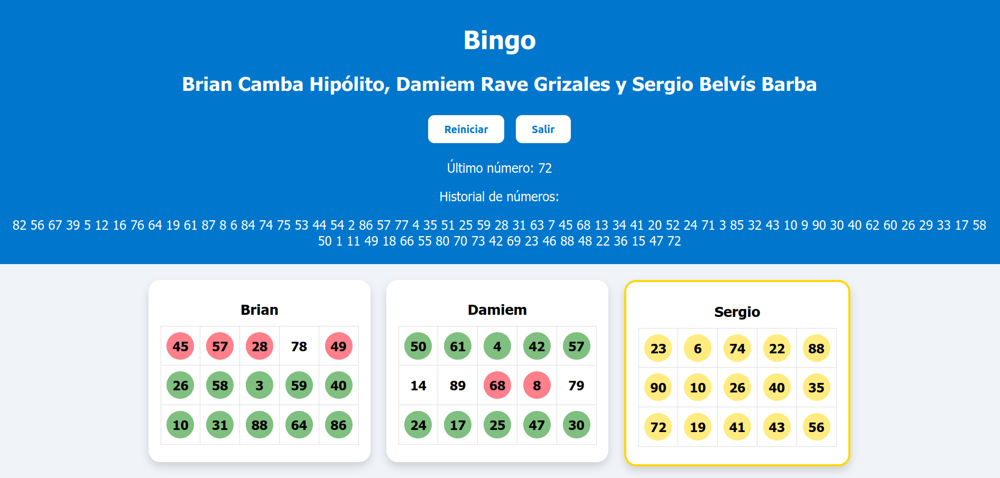 Bingo
Brian Camba Hipólito, Damiem Rave Grizales y Sergio Belvís Barba
Reiniciar Salir
Último número: 72
Historial de números:
82 56 67 39 5 12 16 76 64 19 61 87 8 6 84 74 75 53 44 54 2 86 57 77 4 35 51 25 59 28 31 63 7 45 68 13 34 41 20 52 24 71 3 85 32 43 10 9 90 30 40 62 60 26 29 33 17 58
50 1 11 49 18 66 55 80 70 73 42 69 23 46 88 48 22 36 15 47 72
Brian
45 57 28 78 49
26 58 3 59 40
10 31 88 64 86
Damiem
50 61 4 42 57
14 89 68 8 79
24 17 25 47 30
Sergio
23 6 74 22 88
90 10 26 40 35
72 19 41 43 56